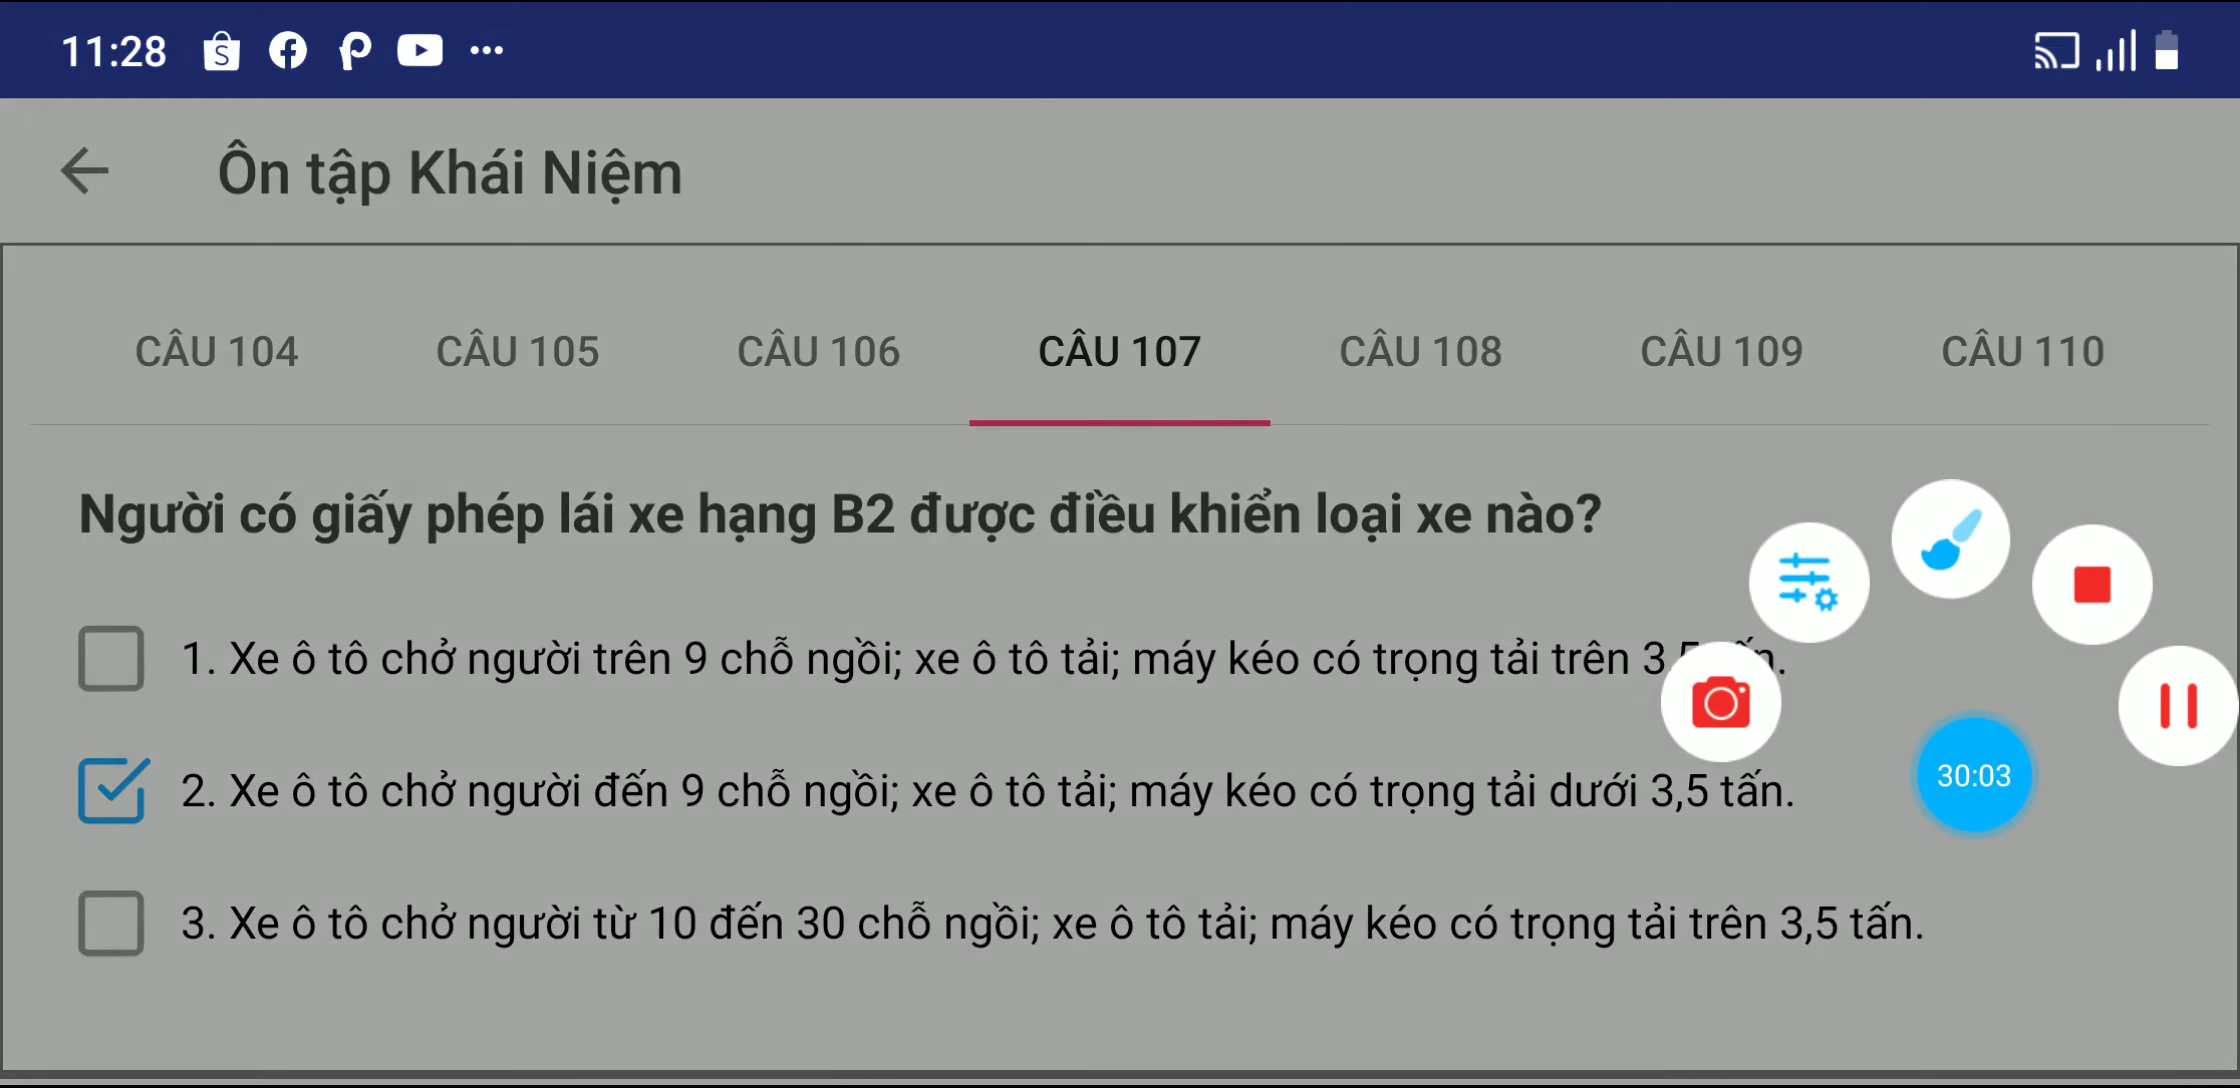 11:28
Ôn tập Khái Niệm
CÂU 104 CÂU 105 CÂU 106 CÂU 107 CÂU 108 CÂU 109 CÂU 110
Người có giấy phép lái xe hạng B2 được điều khiển loại xe nào?
1. Xe ô tô chở người trên 9 chỗ ngồi; xe ô tô tải; máy kéo có trọng tải trên
2. Xe ô tô chở người đến 9 chỗ ngồi; xe ô tô tải; máy kéo có trọng tải dưới 3,5 tấn.
30:03
3. Xe ô tô chở người từ 10 đến 30 chỗ ngồi; xe ô tô tải; máy kéo có trọng tải trên 3,5 tấn.